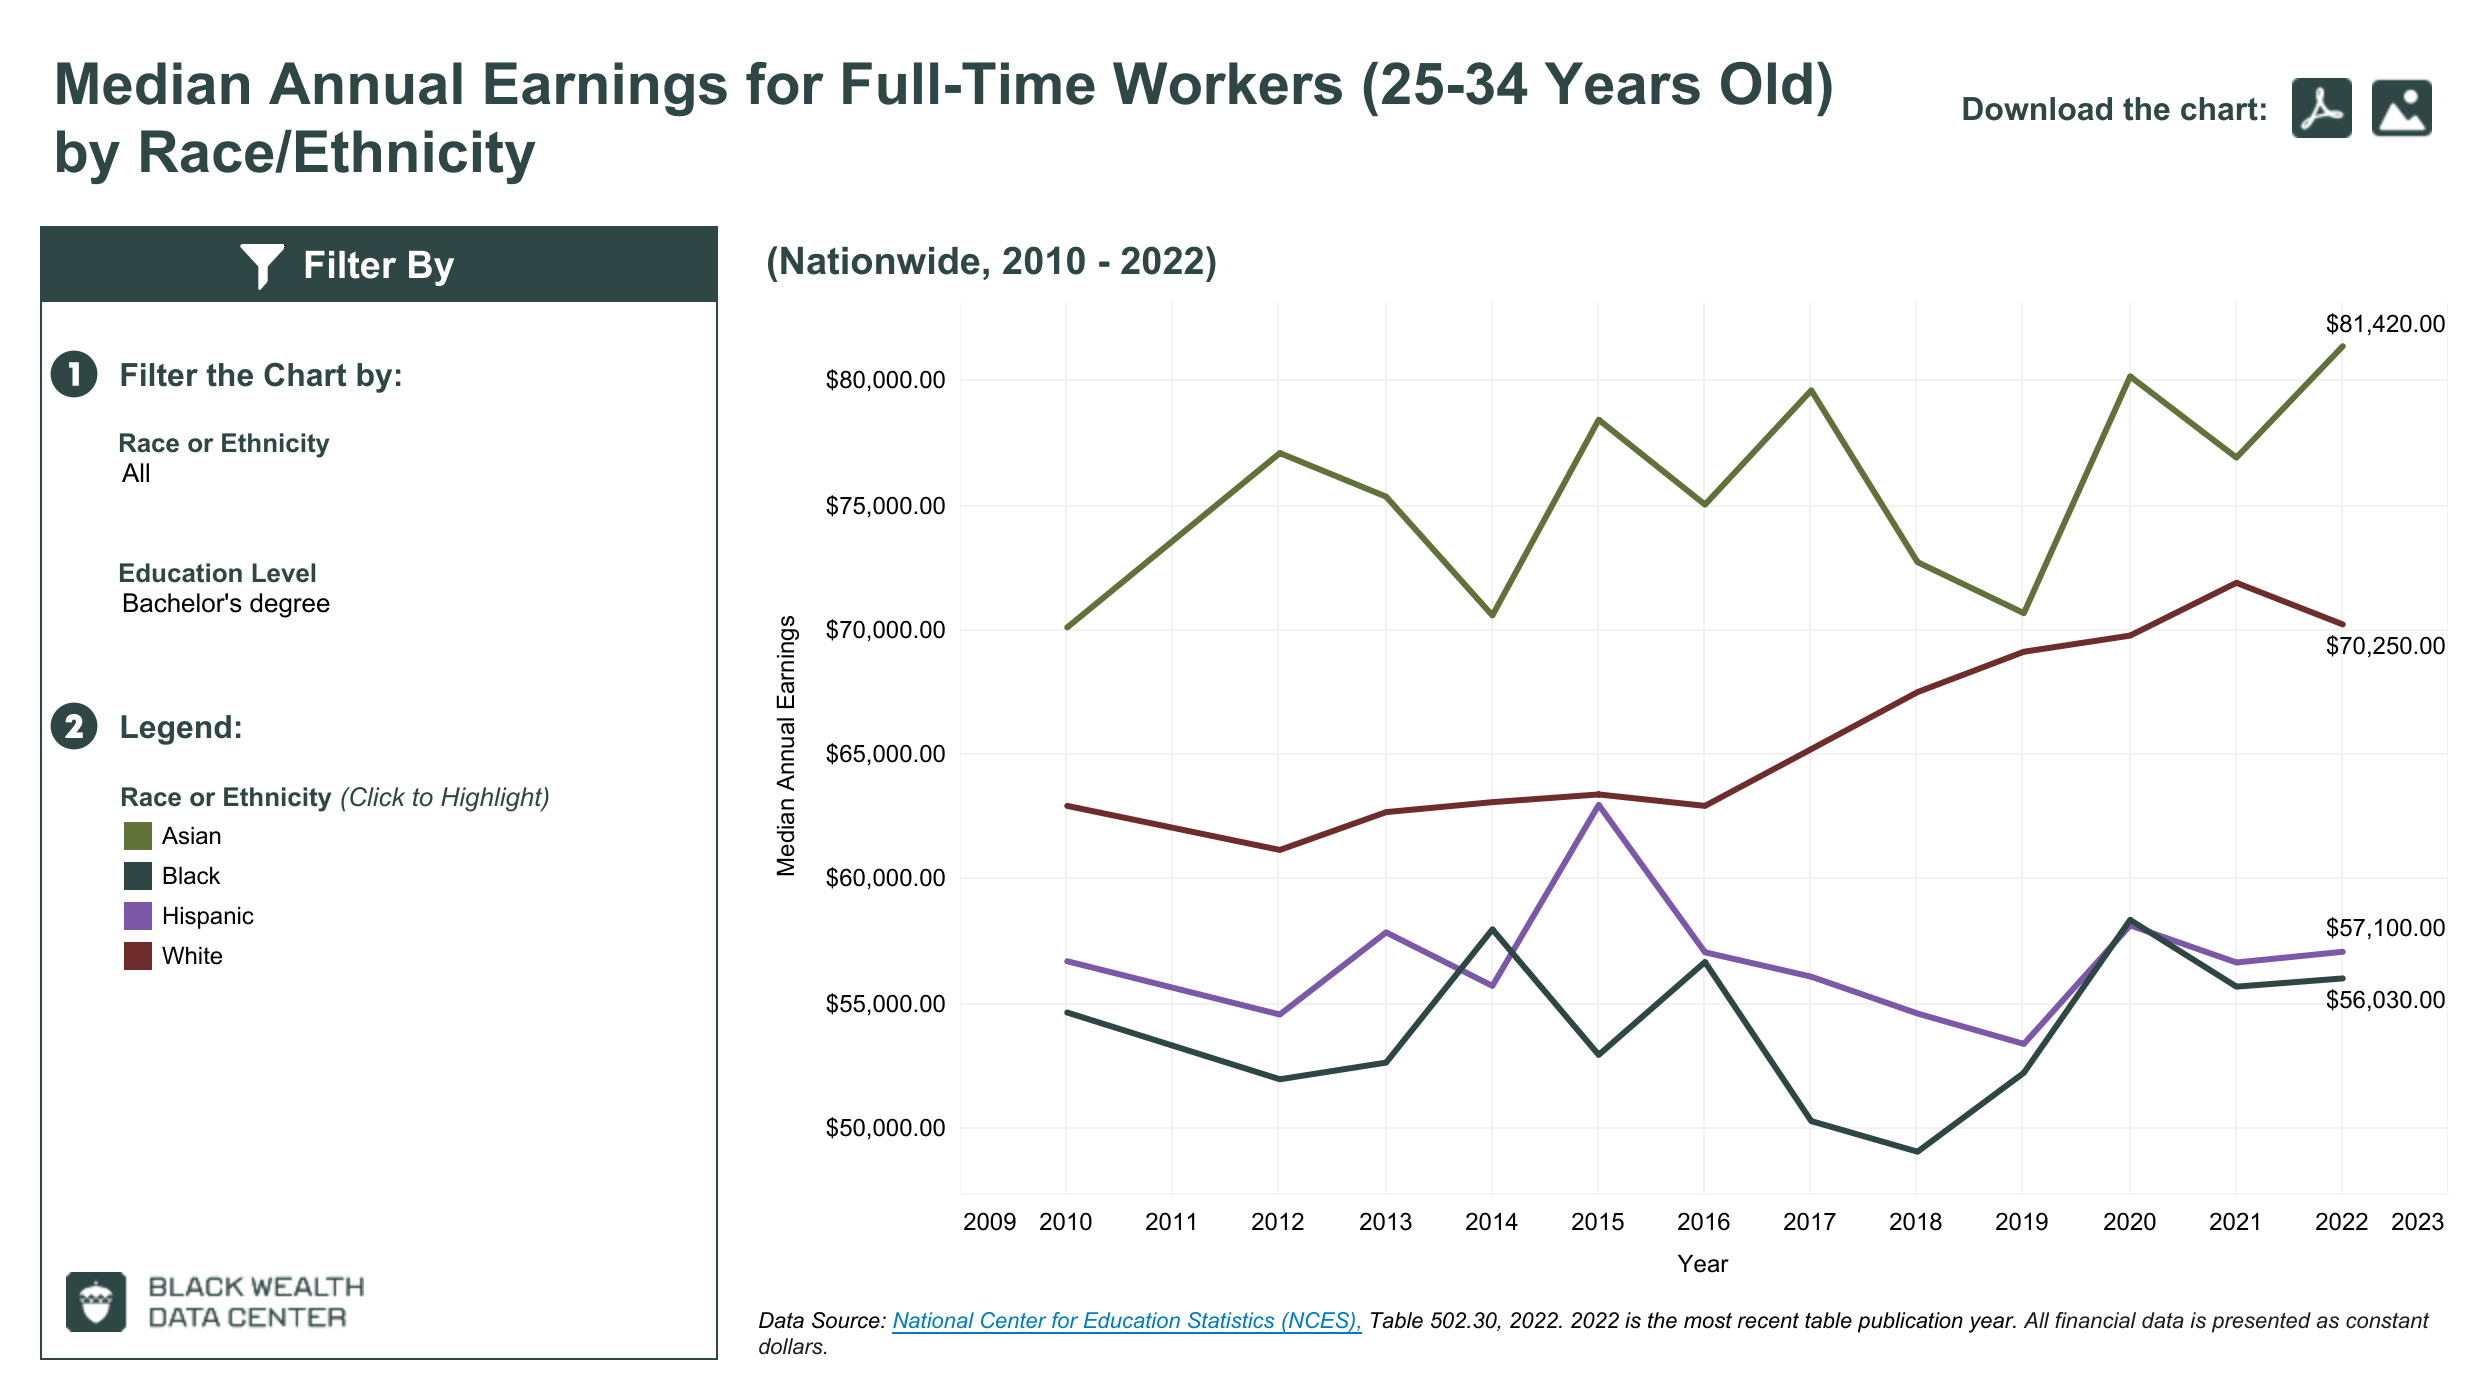 Median Annual Earnings for Full-Time Workers (25-34 Years Old)
by Race/Ethnicity
Download the chart:
Filter By
1 Filter the Chart by:
Race or Ethnicity
All
Education Level
Bachelor's degree
2 Legend:
Race or Ethnicity (Click to Highlight)
Asian
Black
Hispanic
White
BLACK WEALTH
DATA CENTER
(Nationwide, 2010 - 2022)
Median Annual Earnings
$80,000.00
$75,000.00
$70,000.00
$65,000.00
$60,000.00
$55,000.00
$50,000.00
$81,420.00
$70,250.00
$57,100.00
$56,030.00
2009 2010 2011 2012 2013 2014 2015 2016 2017 2018 2019 2020 2021 2022 2023
Year
Data Source: National Center for Education Statistics (NCES), Table 502.30, 2022. 2022 is the most recent table publication year. All financial data is presented as constant
dollars.